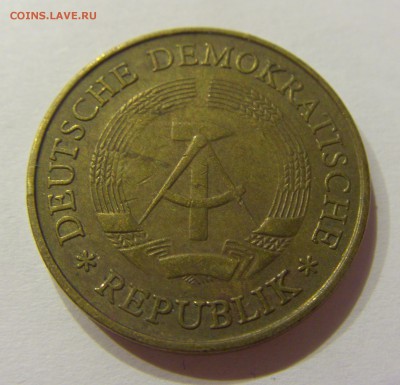 COINS.LAVE.RU
DEUTSCHE DEMOKRATISCHE
* REPUBLIK *